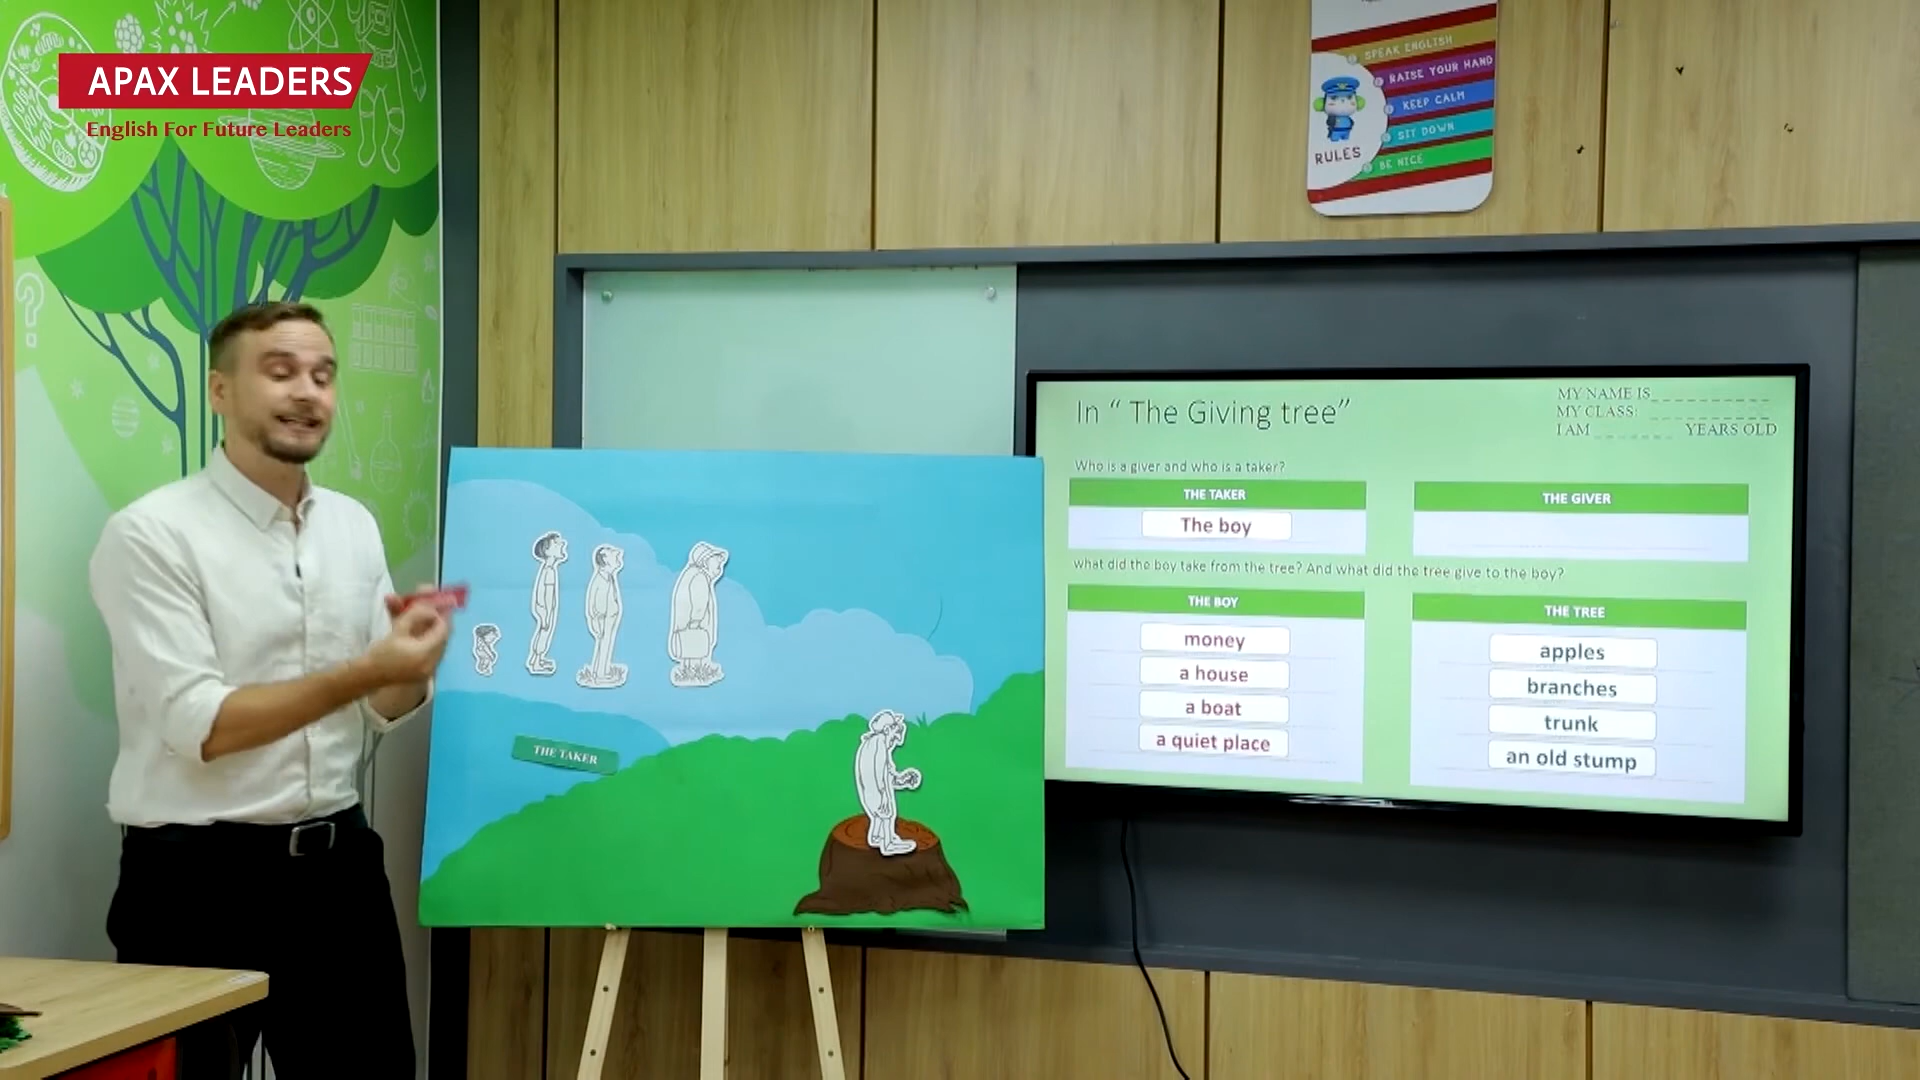 APAX LEADERS
English For Future Leaders
SPEAK ENGLISH
RAISE YOUR HAND
KEEP CALM
SIT DOWN
BE NICE
RULES
In “ The Giving tree”
MY NAME IS
MY CLASS:
I AM YEARS OLD
Who is a giver and who is a taker?
THE TAKER
The boy
THE GIVER
what did the boy take from the tree? And what did the tree give to the boy?
THE BOY
money
a house
a boat
a quiet place
THE TREE
apples
branches
trunk
an old stump
THE TAKER